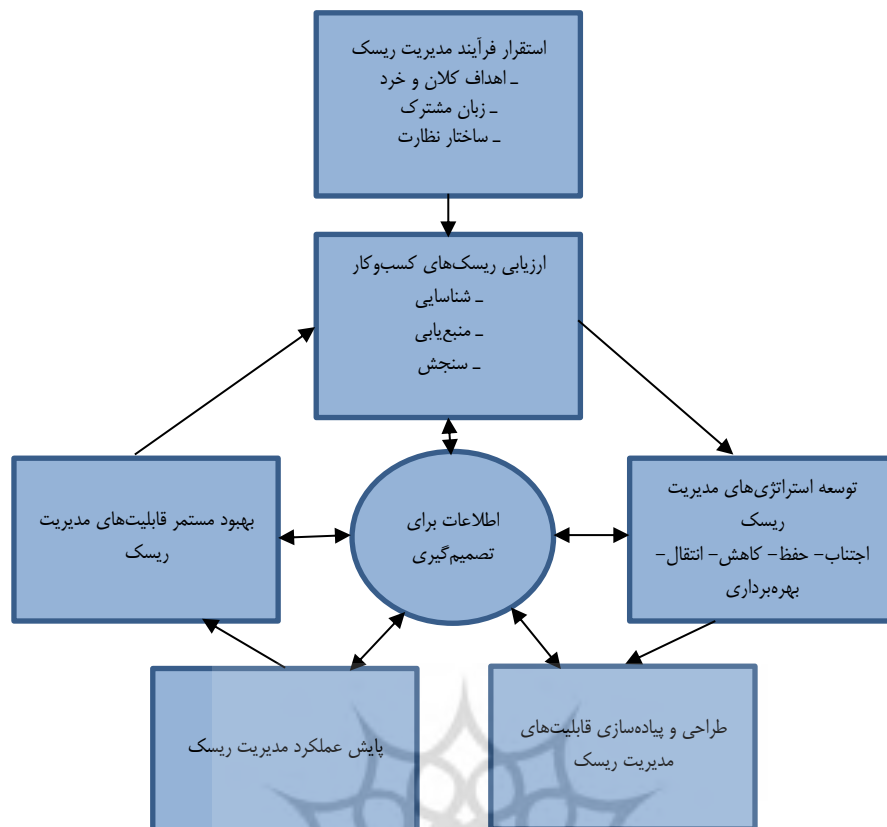 استقرار فرآیند مدیریت ریسک
ـ اهداف کلان و خرد
ـ زبان مشترک
ـ ساختار نظارت
ارزیابی ریسک‌های کسب‌وکار
ـ شناسایی
ـ منبع‌یابی
ـ سنجش
توسعه استراتژی‌های مدیریت
ریسک
اجتناب– حفظ– کاهش– انتقال–
بهره‌برداری
اطلاعات برای
تصمیم‌گیری
بهبود مستمر قابلیت‌های مدیریت
ریسک
طراحی و پیاده‌سازی قابلیت‌های
مدیریت ریسک
پایش عملکرد مدیریت ریسک